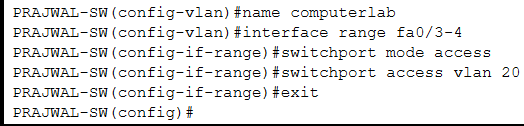 PRAJWAL-SW(config-vlan)#name computerlab
PRAJWAL-SW(config-vlan)#interface range fa0/3-4
PRAJWAL-SW(config-if-range)#switchport mode access
PRAJWAL-SW(config-if-range)#switchport access vlan 20
PRAJWAL-SW(config-if-range)#exit
PRAJWAL-SW(config)#